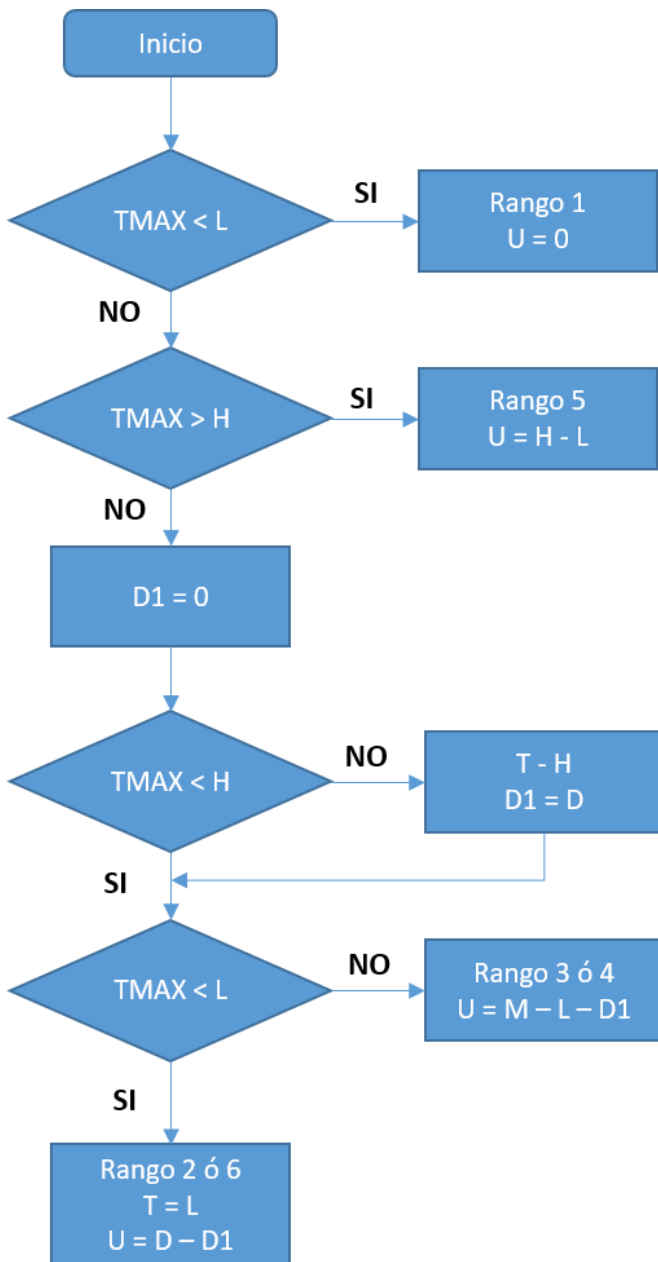 Inicio
TMAX < L
SI
Rango 1
U = 0
NO
TMAX > H
SI
Rango 5
U = H - L
NO
D1 = 0
TMAX < H
NO
T - H
D1 = D
SI
TMAX < L
NO
Rango 3 ó 4
U = M – L – D1
SI
Rango 2 ó 6
T = L
U = D – D1